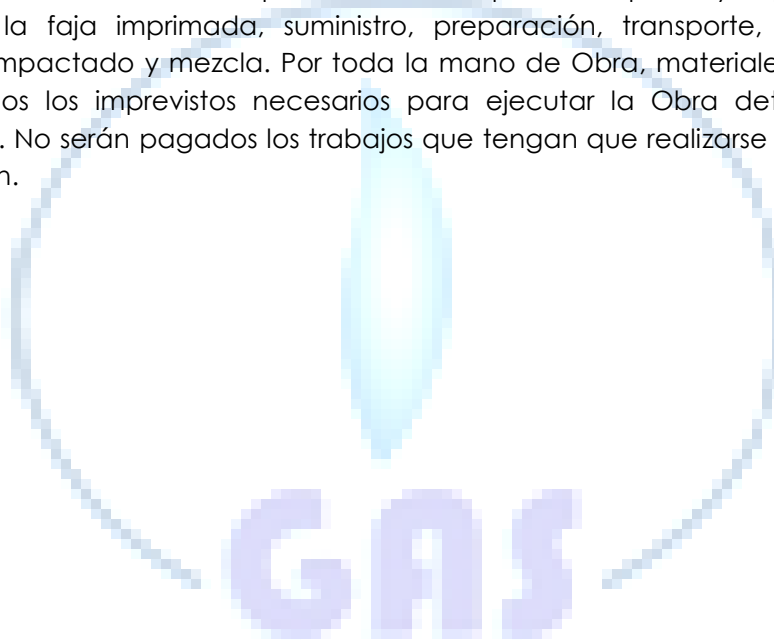 la faja imprimada, suministro, preparación, transporte,
mpactado y mezcla. Por toda la mano de Obra, materiale
os los imprevistos necesarios para ejecutar la Obra det
. No serán pagados los trabajos que tengan que realizarse
n.
GAS